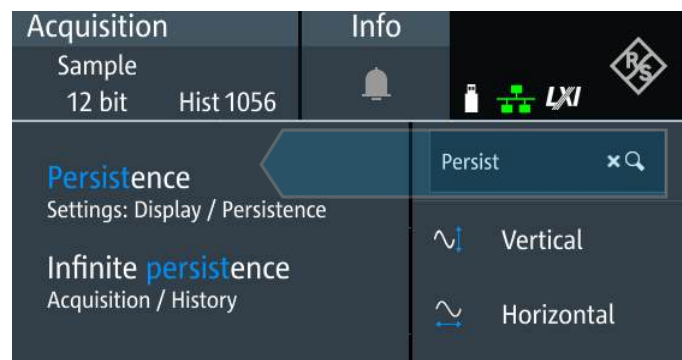 Acquisition
Info
Sample
12 bit
Hist 1056
LXI
R&S
Persist
Persistence
Settings: Display / Persistence
Infinite persistence
Acquisition / History
Vertical
Horizontal